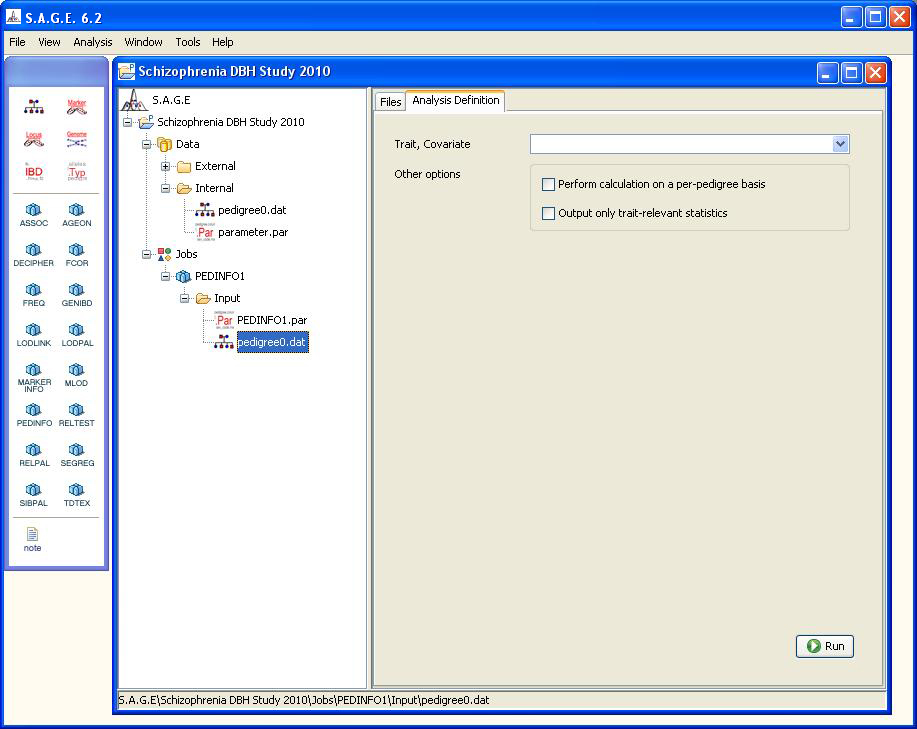 S.A.G.E. 6.2
File View Analysis Window Tools Help
Marker
Locus Genome
IBD Typ
ASSOC AGEON
DECIPHER FCOR
FREQ GENIBD
LODLINK LODPAL
MARKER INFO MLOD
PEDINFO RELTEST
RELPAL SEGREG
SIBPAL TDTEX
note
Schizophrenia DBH Study 2010
S.A.G.E
Schizophrenia DBH Study 2010
Data
External
Internal
pedigree0.dat
Par parameter.par
Jobs
PEDINFO1
Input
Par PEDINFO1.par
pedigree0.dat
Files Analysis Definition
Trait, Covariate
Other options
Perform calculation on a per-pedigree basis
Output only trait-relevant statistics
Run
S.A.G.E\Schizophrenia DBH Study 2010\Jobs\PEDINFO1\Input\pedigree0.dat